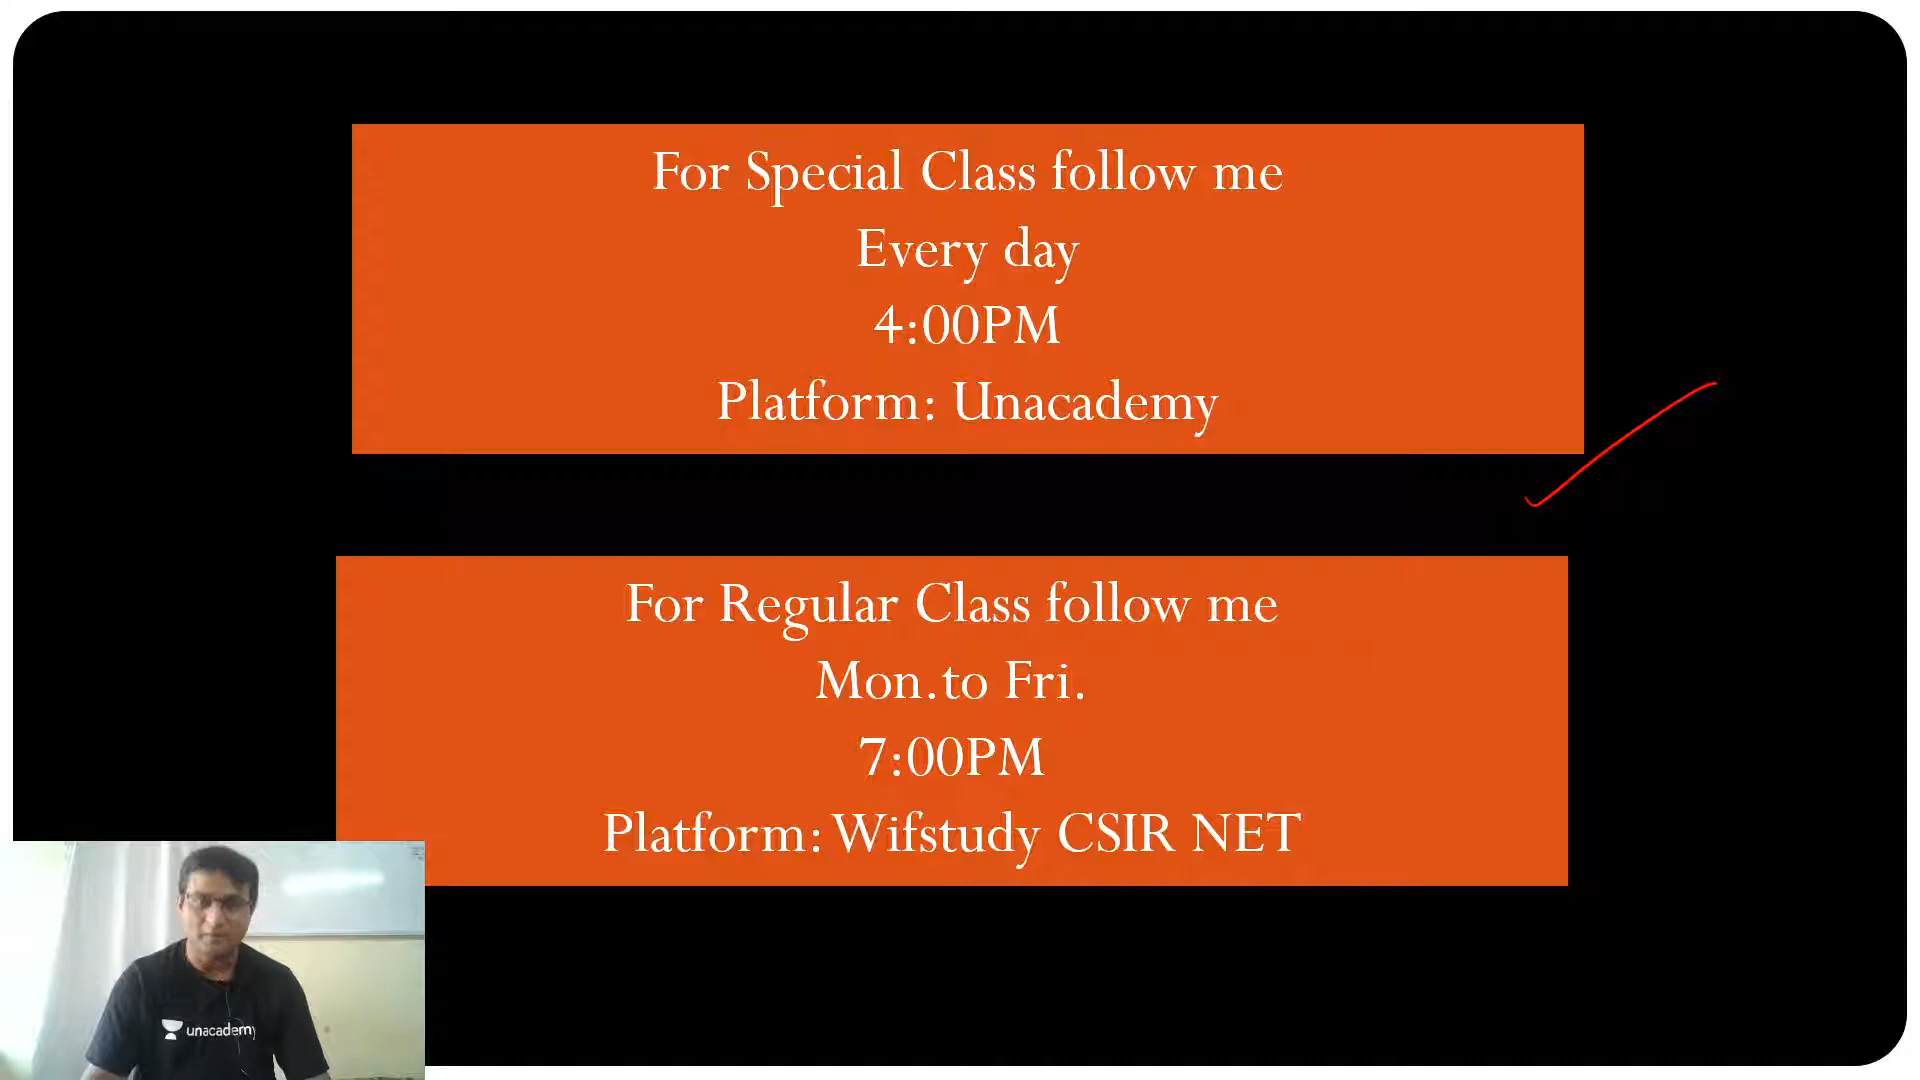 For Special Class follow me
Every day
4:00PM
Platform: Unacademy
For Regular Class follow me
Mon.to Fri.
7:00PM
Platform: Wifstudy CSIR NET
unacademy